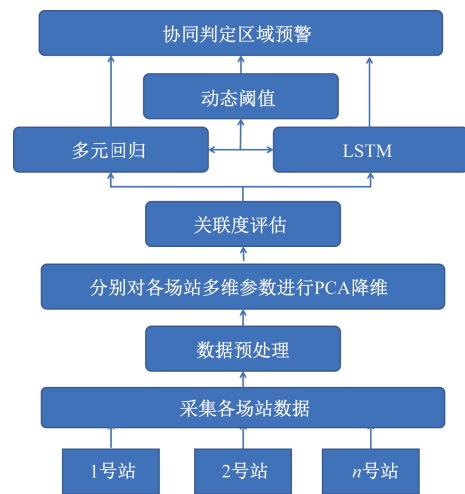 协同判定区域预警
动态阈值
多元回归
LSTM
关联度评估
分别对各场站多维参数进行PCA降维
数据预处理
采集各场站数据
1号站
2号站
n号站